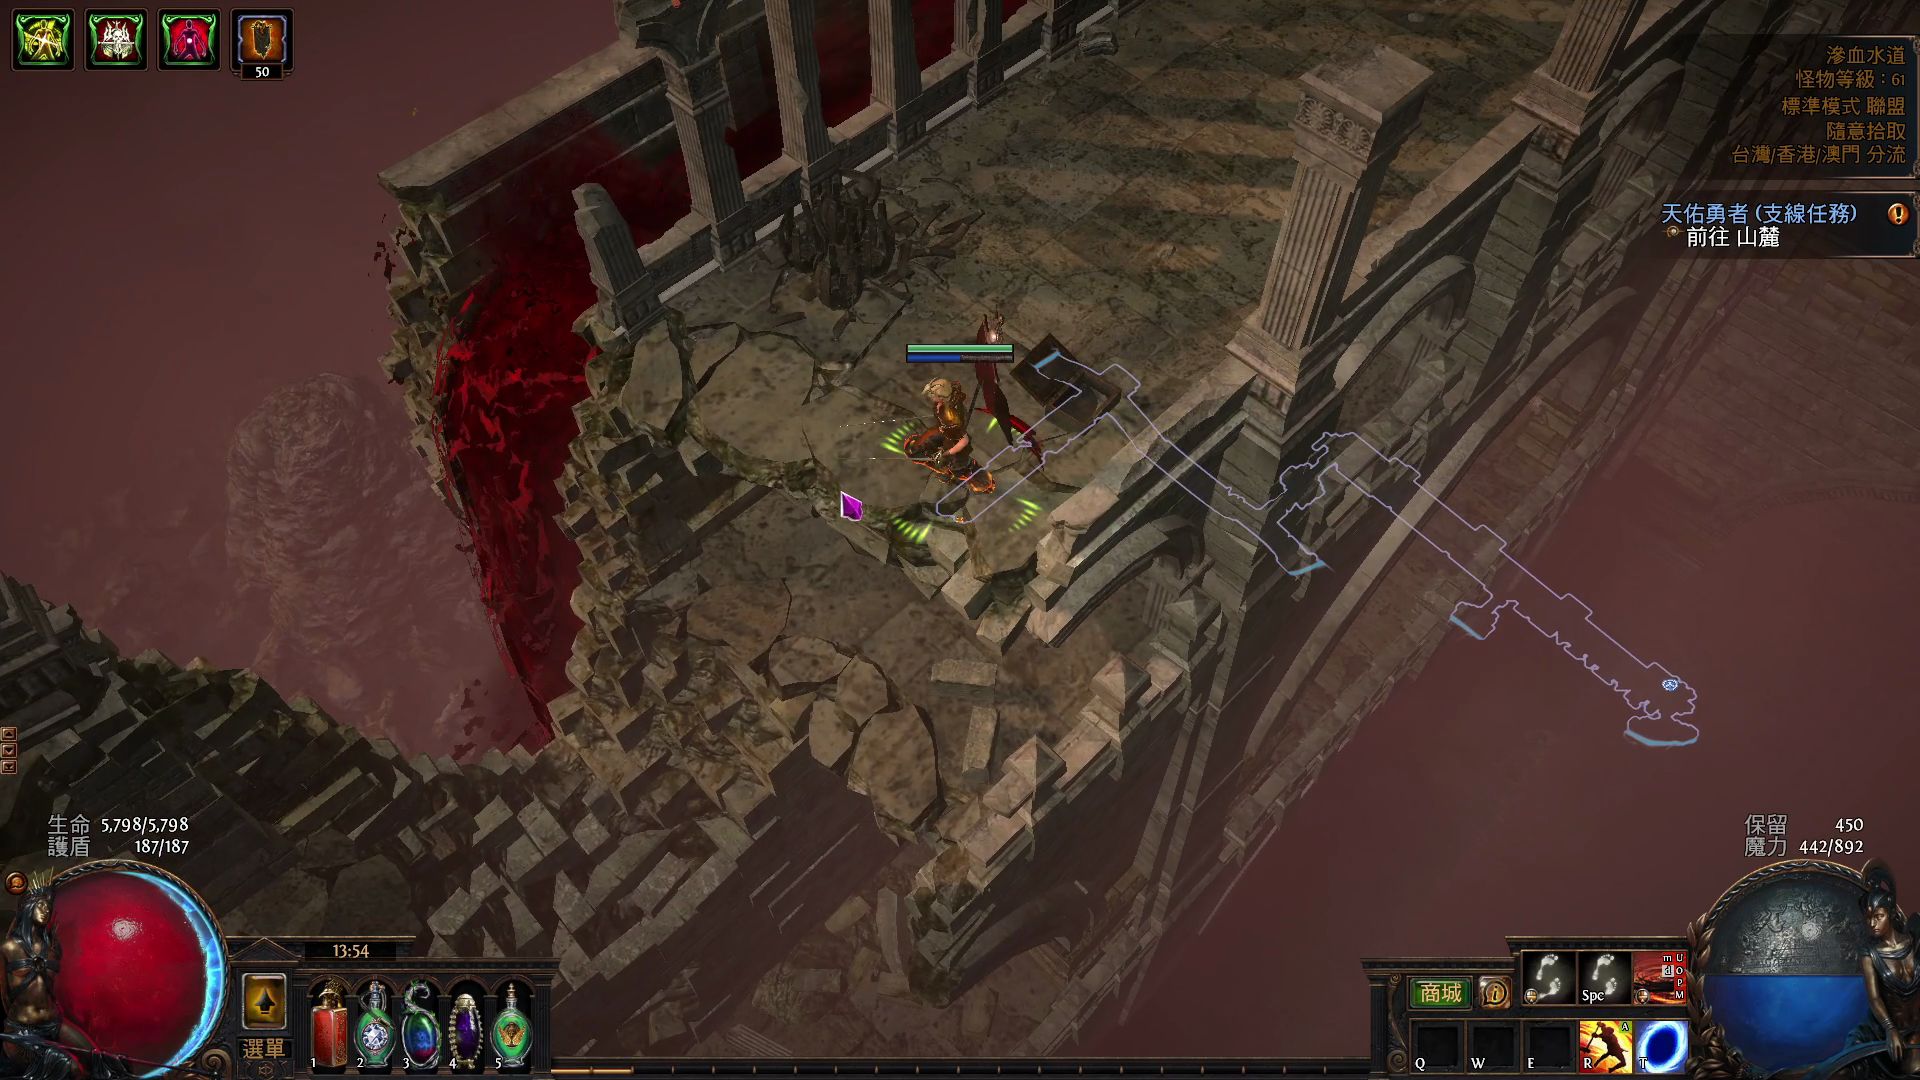 50
滲血水道
怪物等級：61
標準模式 聯盟
隨意拾取
台灣/香港/澳門 分流
天佑勇者 (支線任務)
前往 山麓
生命 5,798/5,798
護盾 187/187
保留 450
魔力 442/892
13:54
選單
1 2 3 4 5
商城
Spc
m U
d O
P
M
Q W E R A T